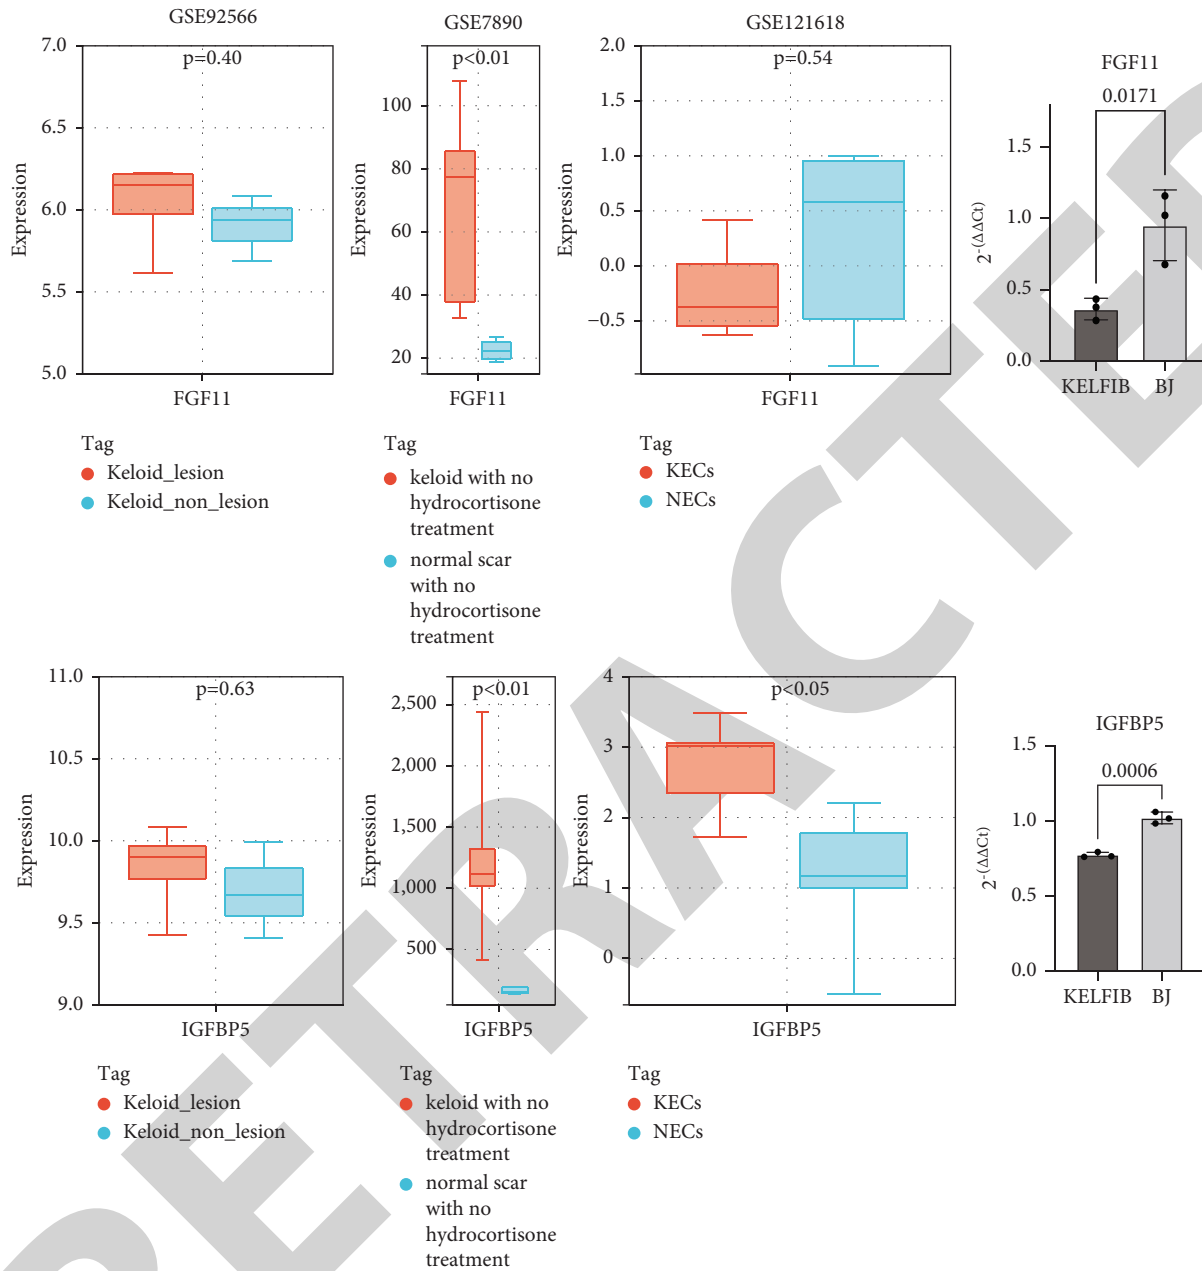 GSE92566
7.0
6.5
6.0
5.5
5.0
Expression
p=0.40
FGF11
Tag
Keloid_lesion
Keloid_non_lesion
GSE7890
100
80
60
40
20
Expression
p<0.01
FGF11
Tag
keloid with no
hydrocortisone
treatment
normal scar
with no
hydrocortisone
treatment
GSE121618
2.0
1.5
1.0
0.5
0.0
−0.5
Expression
p=0.54
FGF11
Tag
KECs
NECs
FGF11
0.0171
1.5
1.0
0.5
0.0
2-(ΔΔCt)
KELFIB BJ
11.0
10.5
10.0
9.5
9.0
Expression
p=0.63
IGFBP5
Tag
Keloid_lesion
Keloid_non_lesion
2,500
2,000
1,500
1,000
500
Expression
p<0.01
IGFBP5
Tag
keloid with no
hydrocortisone
treatment
normal scar
with no
hydrocortisone
treatment
4
3
2
1
0
Expression
p<0.05
IGFBP5
Tag
KECs
NECs
IGFBP5
0.0006
1.5
1.0
0.5
0.0
2-(ΔΔCt)
KELFIB BJ
RETRACTED